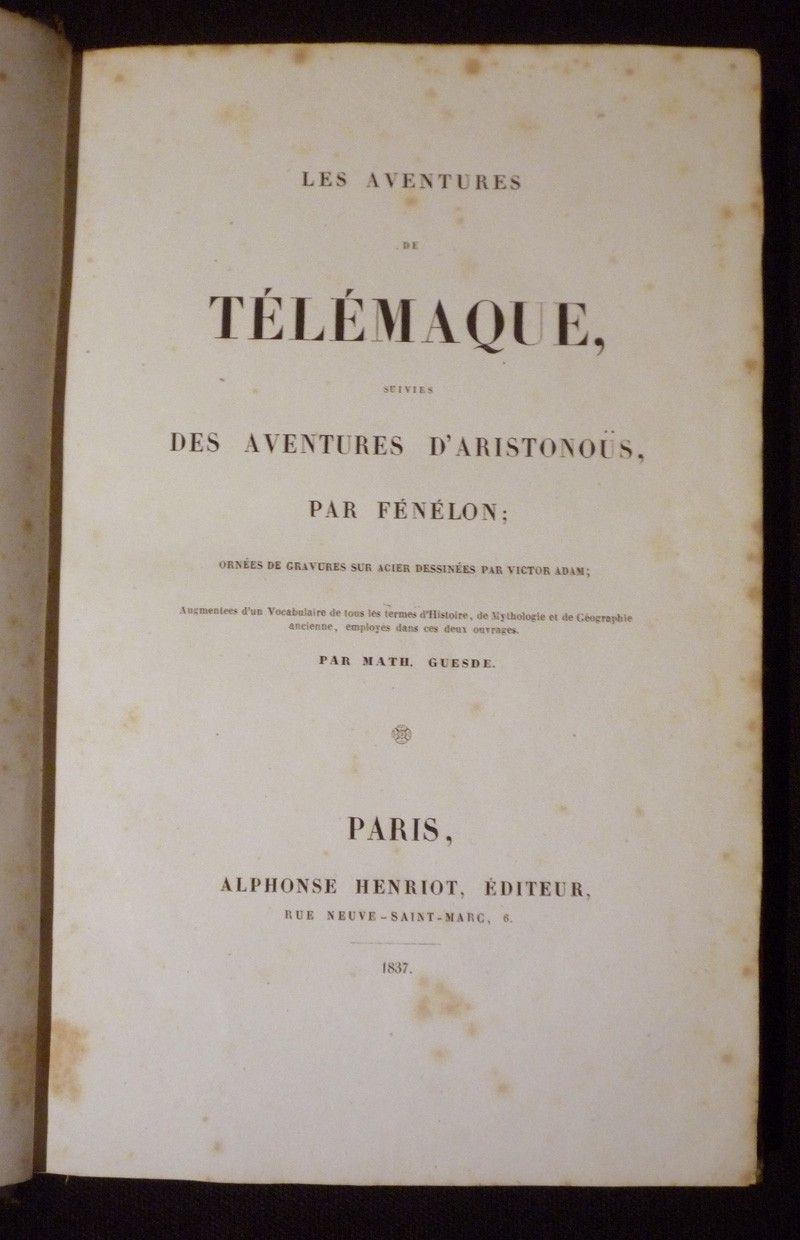 LES AVENTURES
DE
TÉLÉMAQUE,
SUIVIES
DES AVENTURES D'ARISTONOÜS,
PAR FÉNÉLON;
ORNÉES DE GRAVURES SUR ACIER DESSINÉES PAR VICTOR ADAM;
Augmentees d'un Vocabulaire de tous les termes d'Histoire, de Mythologie et de Géographie
ancienne, employés dans ces deux ouvrages.
PAR MATH. GUESDE.
PARIS,
ALPHONSE HENRIOT, ÉDITEUR,
RUE NEUVE-SAINT-MARC, 6.
1837.